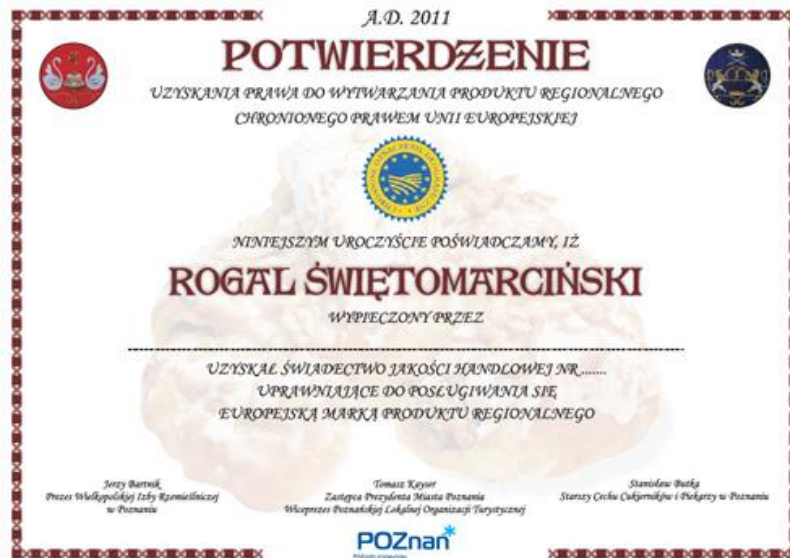 A.D. 2011
POTWIERDZENIE
UZYSKANIA PRAWA DO WYTWARZANIA PRODUKTU REGIONALNEGO
CHRONIONEGO PRAWEM UNII EUROPEJSKIEJ
CHRONIONE OZNACZENIE GEOGRAFICZNE
NINIEJSZYM UROCZYŚCIE POŚWIADCZAMY, IŻ
ROGAL ŚWIĘTOMARCIŃSKI
WYPIECZONY PRZEZ
UZYSKAŁ ŚWIADECTWO JAKOŚCI HANDLOWEJ NR.......
UPRAWNIAJĄCE DO POSŁUGIWANIA SIĘ
EUROPEJSKĄ MARKĄ PRODUKTU REGIONALNEGO
Jerzy Bartnik
Prezes Wielkopolskiej Izby Rzemieślniczej
w Poznaniu
Tomasz Kayser
Zastępca Prezydenta Miasta Poznania
Wiceprezes Poznańskiej Lokalnej Organizacji Turystycznej
Stanisław Butka
Starszy Cechu Cukierników i Piekarzy w Poznaniu
POZnan*